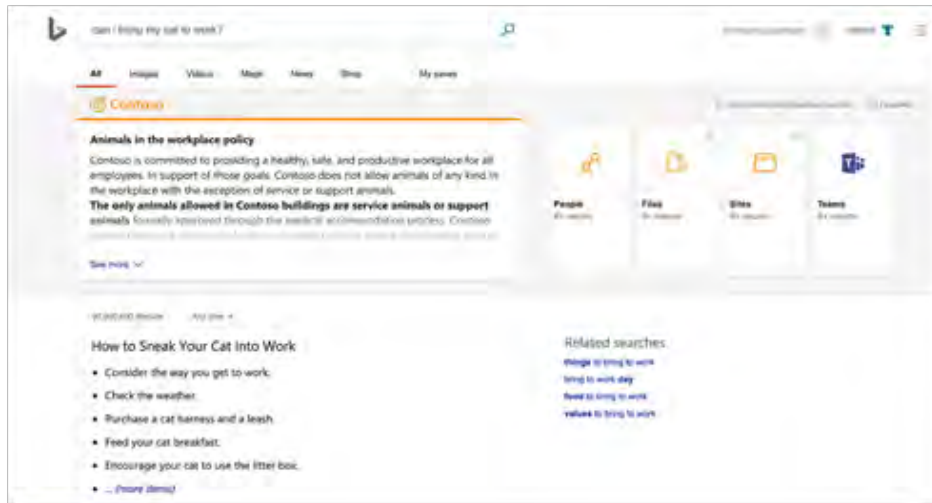 can i bring my cat to work?
All Images Videos Maps News Shop My saves
Contoso
Animals in the workplace policy
Contoso is committed to providing a healthy, safe, and productive workplace for all
employees. In support of those goals, Contoso does not allow animals of any kind in
the workplace with the exception of service or support animals.
The only animals allowed in Contoso buildings are service animals or support
animals formally approved through the medical accommodation process. Contoso
See more
People
Files
Sites
Teams
Any time
How to Sneak Your Cat Into Work
• Consider the way you get to work.
• Check the weather.
• Purchase a cat harness and a leash.
• Feed your cat breakfast.
• Encourage your cat to use the litter box.
• ... (more items)
Related searches
things to bring to work
bring to work day
food to bring to work
values to bring to work